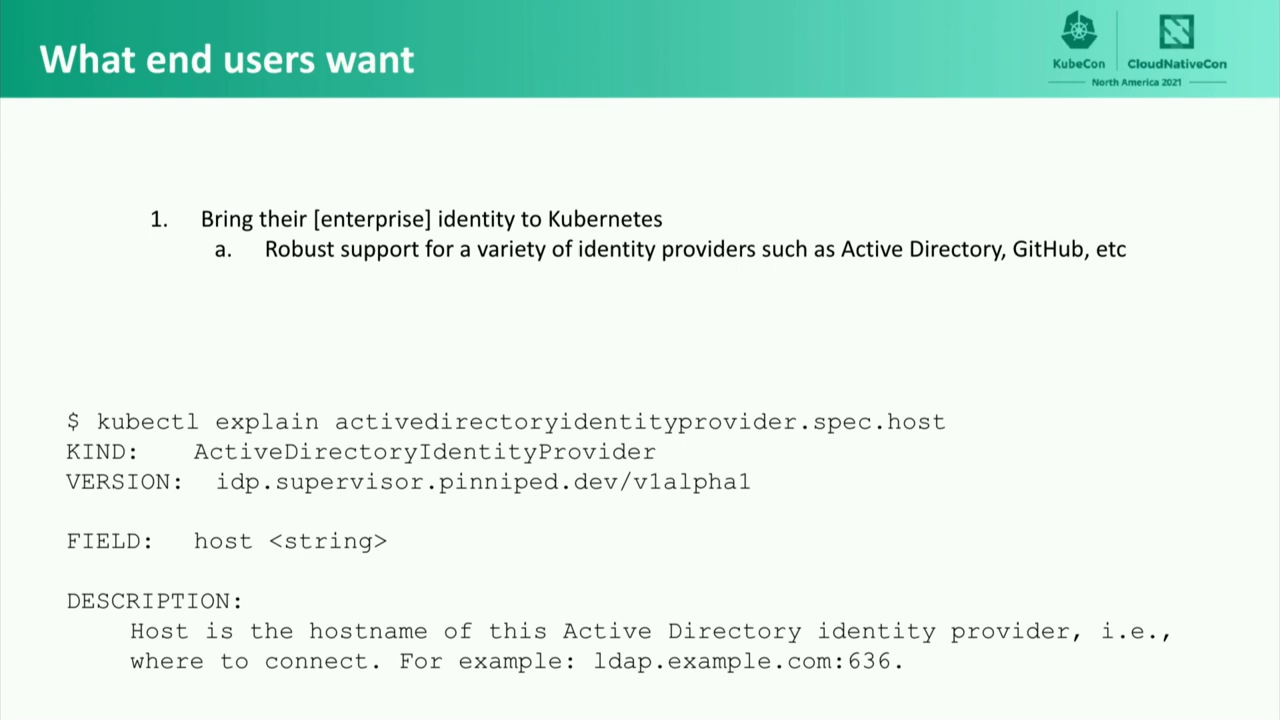 What end users want
KubeCon
CloudNativeCon
North America 2021
1. Bring their [enterprise] identity to Kubernetes
a. Robust support for a variety of identity providers such as Active Directory, GitHub, etc
$ kubectl explain activedirectoryidentityprovider.spec.host
KIND: ActiveDirectoryIdentityProvider
VERSION: idp.supervisor.pinniped.dev/v1alpha1
FIELD: host <string>
DESCRIPTION:
Host is the hostname of this Active Directory identity provider, i.e.,
where to connect. For example: ldap.example.com:636.